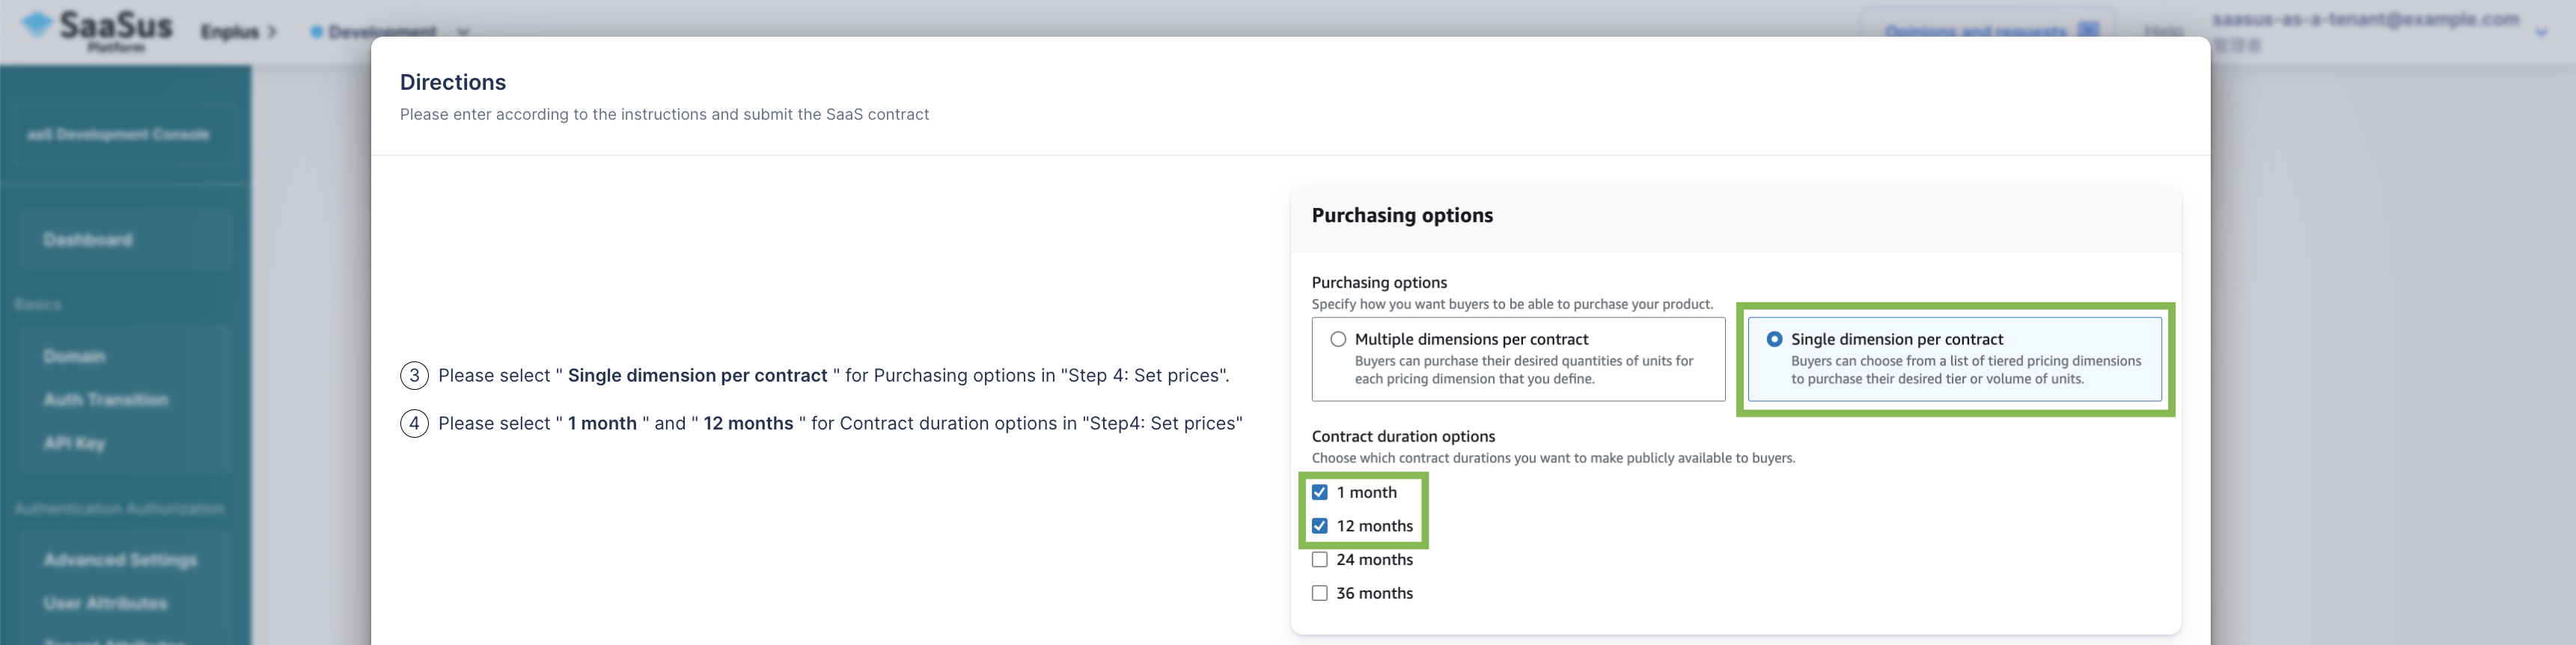 SaaSus
Platform
Enplus >
Development
Opinions and requests
Help
saasus-as-a-tenant@example.com
管理者
aaS Development Console
Dashboard
Basics
Domain
Auth Transition
API Key
Authentication Authorization
Advanced Settings
User Attributes
Tenant Attributes
Directions
Please enter according to the instructions and submit the SaaS contract
3 Please select " Single dimension per contract " for Purchasing options in "Step 4: Set prices".
4 Please select " 1 month " and " 12 months " for Contract duration options in "Step4: Set prices"
Purchasing options
Purchasing options
Specify how you want buyers to be able to purchase your product.
Multiple dimensions per contract
Buyers can purchase their desired quantities of units for
each pricing dimension that you define.
Single dimension per contract
Buyers can choose from a list of tiered pricing dimensions
to purchase their desired tier or volume of units.
Contract duration options
Choose which contract durations you want to make publicly available to buyers.
1 month
12 months
24 months
36 months